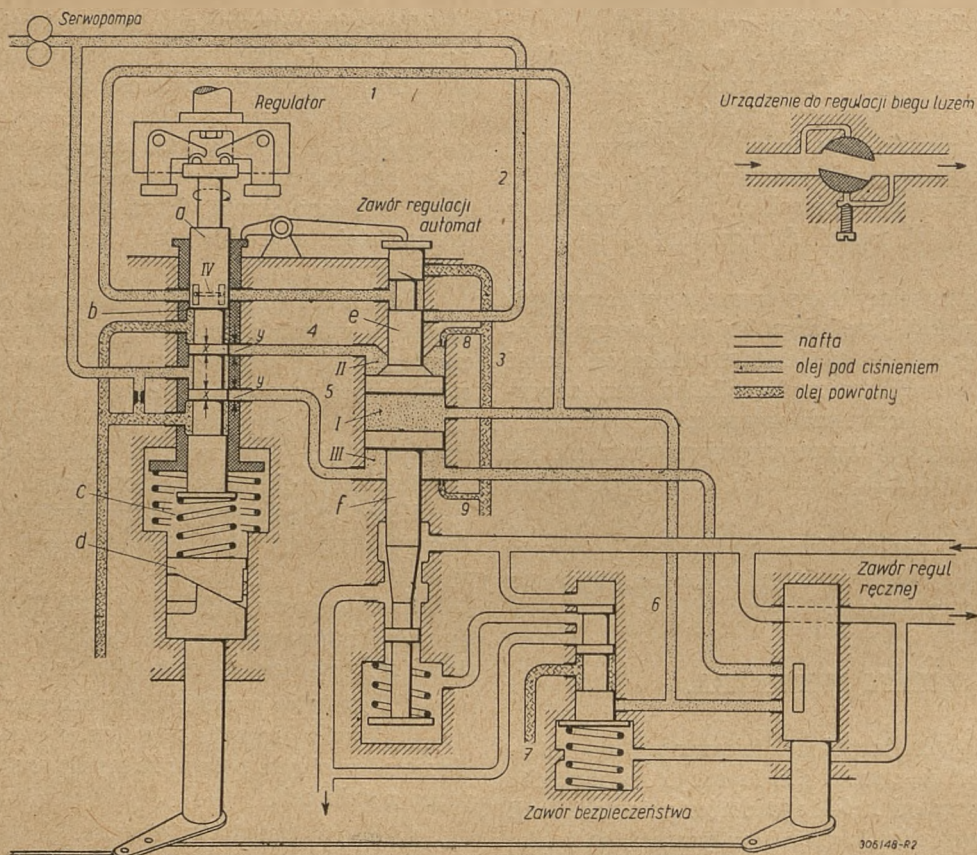 Serwopompa
1
Regulator
Urządzenie do regulacji biegu luzem
2
Zawór regulacji
automat
a
IV
b
e
y
4
8
3
nafta
olej pod ciśnieniem
olej powrotny
II
y
5
I
III
c
f
9
d
Zawór regul
ręcznej
6
7
Zawór bezpieczeństwa
306148-R2